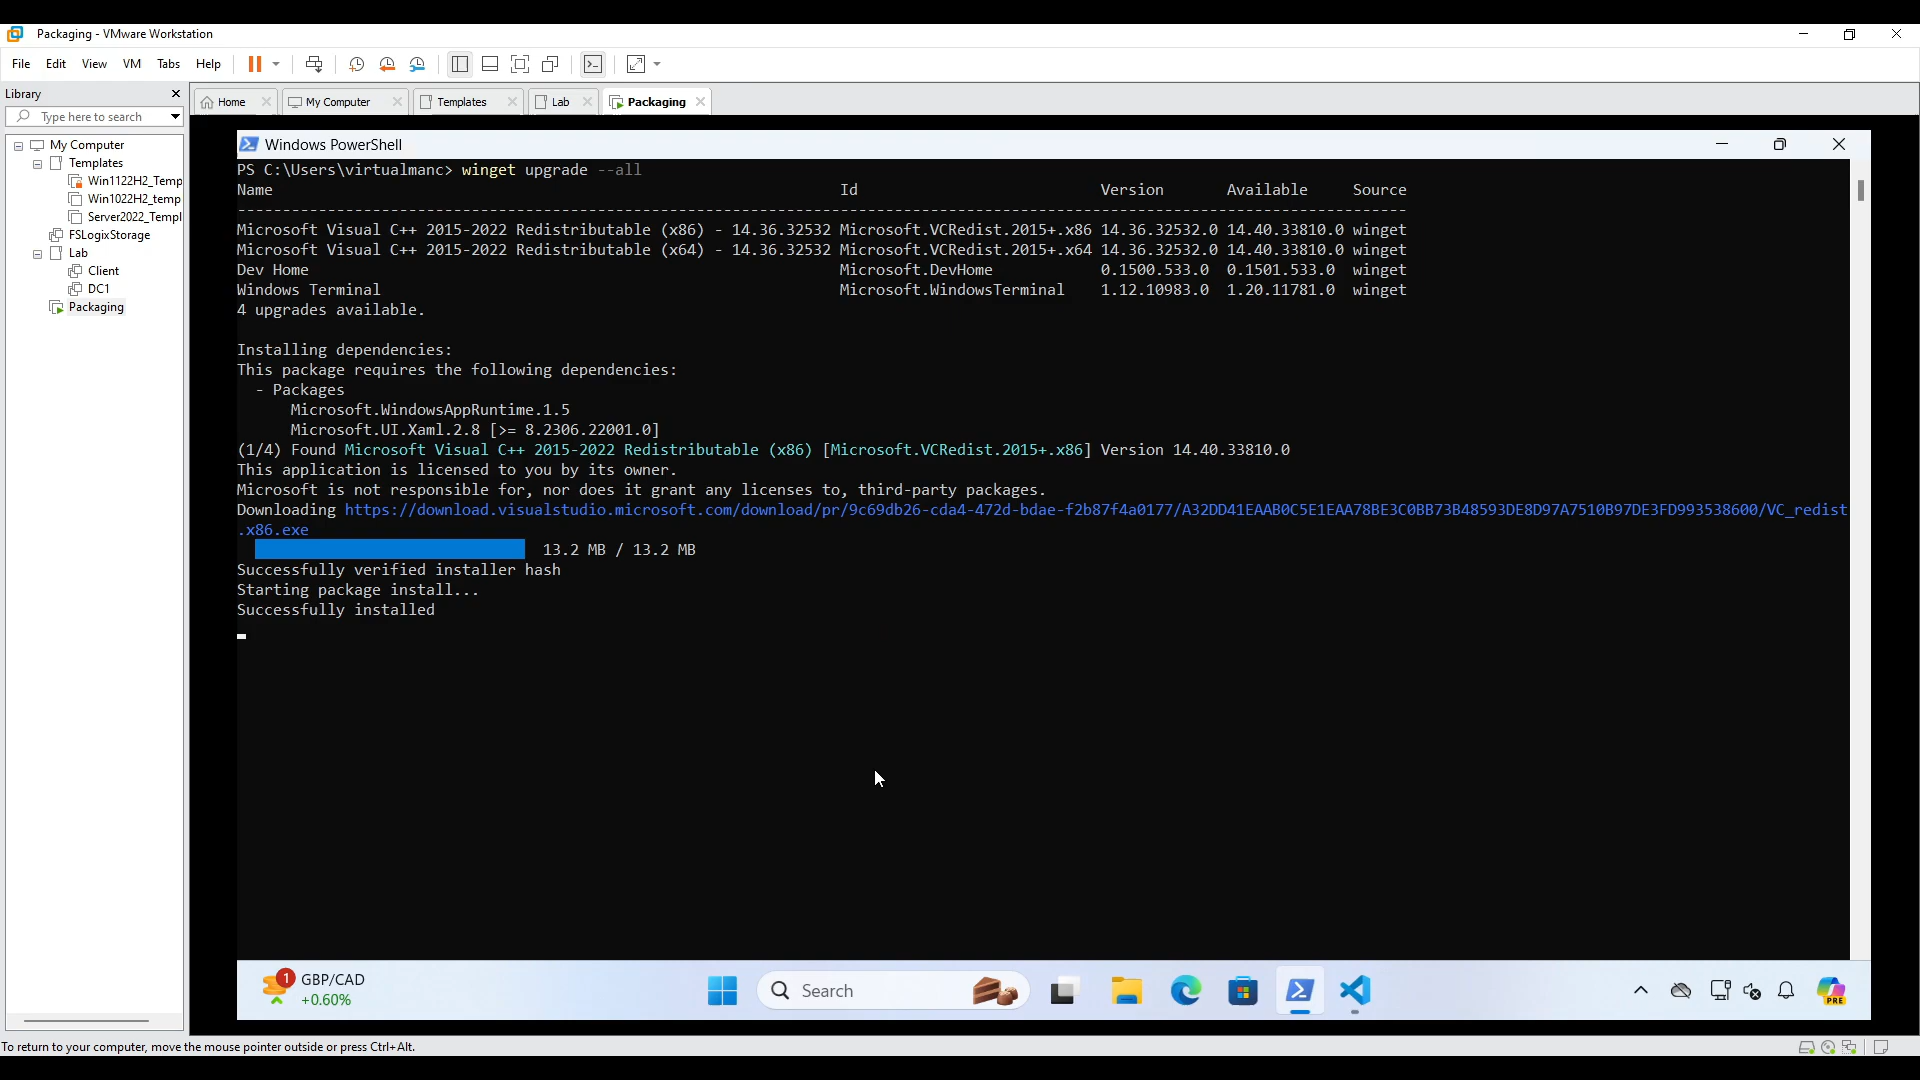 Packaging - VMware Workstation
File Edit View VM Tabs Help
Library
Type here to search
My Computer
Templates
Win1122H2_Temp
Win1022H2_temp
Server2022_Templ
FSLogixStorage
Lab
Client
DC1
Packaging
Home My Computer Templates Lab Packaging
Windows PowerShell
PS C:\Users\virtualmanc> winget upgrade --all
Name Id Version Available Source
--------------------------------------------------------------------------------------------------------------------------------
Microsoft Visual C++ 2015-2022 Redistributable (x86) - 14.36.32532 Microsoft.VCRedist.2015+.x86 14.36.32532.0 14.40.33810.0 winget
Microsoft Visual C++ 2015-2022 Redistributable (x64) - 14.36.32532 Microsoft.VCRedist.2015+.x64 14.36.32532.0 14.40.33810.0 winget
Dev Home Microsoft.DevHome 0.1500.533.0 0.1501.533.0 winget
Windows Terminal Microsoft.WindowsTerminal 1.12.10983.0 1.20.11781.0 winget
4 upgrades available.
Installing dependencies:
This package requires the following dependencies:
- Packages
Microsoft.WindowsAppRuntime.1.5
Microsoft.UI.Xaml.2.8 [>= 8.2306.22001.0]
(1/4) Found Microsoft Visual C++ 2015-2022 Redistributable (x86) [Microsoft.VCRedist.2015+.x86] Version 14.40.33810.0
This application is licensed to you by its owner.
Microsoft is not responsible for, nor does it grant any licenses to, third-party packages.
Downloading https://download.visualstudio.microsoft.com/download/pr/9c69db26-cda4-472d-bdae-f2b87f4a0177/A32DD41EAAB0C5E1EAA78BE3C0BB73B48593DE8D97A7510B97DE3FD993538600/VC_redist
.x86.exe
13.2 MB / 13.2 MB
Successfully verified installer hash
Starting package install...
Successfully installed
1 GBP/CAD
+0.60%
Search
PRE
To return to your computer, move the mouse pointer outside or press Ctrl+Alt.